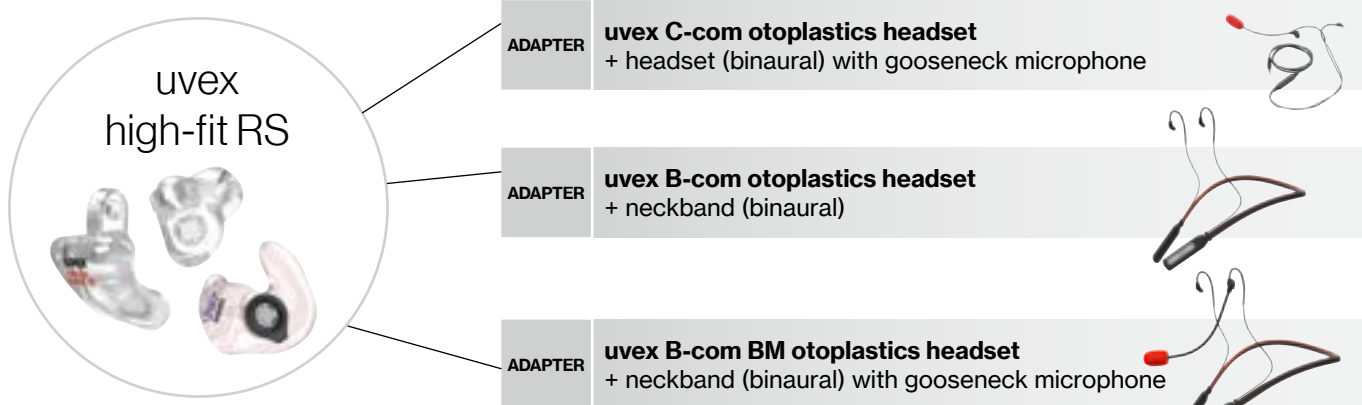 uvex
high-fit RS
ADAPTER
uvex C-com otoplastics headset
+ headset (binaural) with gooseneck microphone
ADAPTER
uvex B-com otoplastics headset
+ neckband (binaural)
ADAPTER
uvex B-com BM otoplastics headset
+ neckband (binaural) with gooseneck microphone
uvex